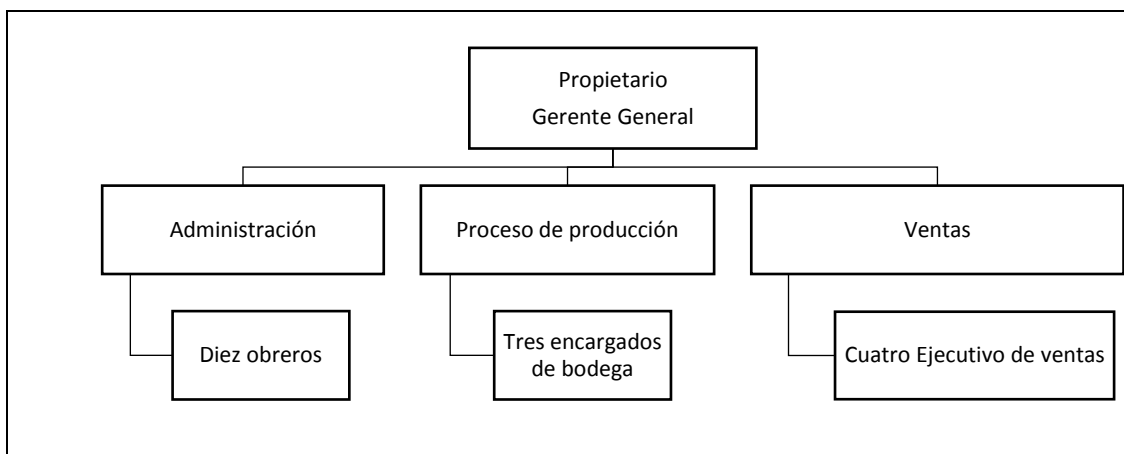 Propietario
Gerente General
Administración
Proceso de producción
Ventas
Diez obreros
Tres encargados
de bodega
Cuatro Ejecutivo de ventas